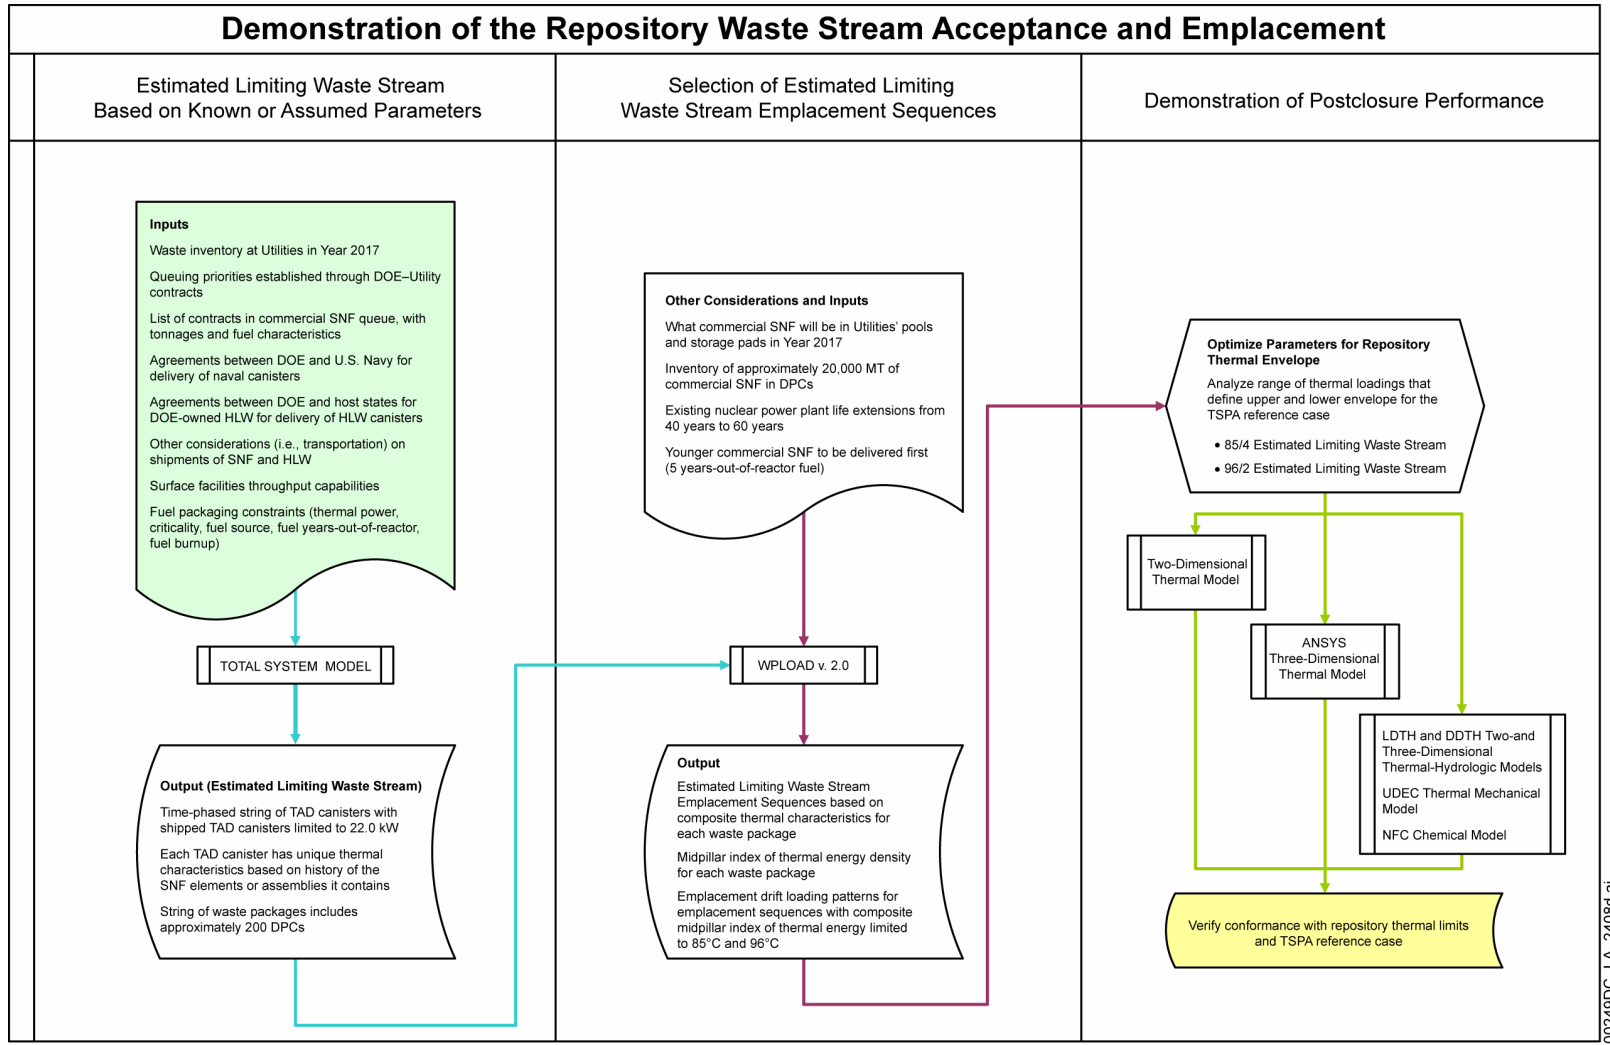 Demonstration of the Repository Waste Stream Acceptance and Emplacement
Estimated Limiting Waste Stream
Based on Known or Assumed Parameters
Selection of Estimated Limiting
Waste Stream Emplacement Sequences
Demonstration of Postclosure Performance
Inputs
Waste inventory at Utilities in Year 2017
Queuing priorities established through DOE–Utility
contracts
List of contracts in commercial SNF queue, with
tonnages and fuel characteristics
Agreements between DOE and U.S. Navy for
delivery of naval canisters
Agreements between DOE and host states for
DOE-owned HLW for delivery of HLW canisters
Other considerations (i.e., transportation) on
shipments of SNF and HLW
Surface facilities throughput capabilities
Fuel packaging constraints (thermal power,
criticality, fuel source, fuel years-out-of-reactor,
fuel burnup)
TOTAL SYSTEM MODEL
Output (Estimated Limiting Waste Stream)
Time-phased string of TAD canisters with
shipped TAD canisters limited to 22.0 kW
Each TAD canister has unique thermal
characteristics based on history of the
SNF elements or assemblies it contains
String of waste packages includes
approximately 200 DPCs
Other Considerations and Inputs
What commercial SNF will be in Utilities' pools
and storage pads in Year 2017
Inventory of approximately 20,000 MT of
commercial SNF in DPCs
Existing nuclear power plant life extensions from
40 years to 60 years
Younger commercial SNF to be delivered first
(5 years-out-of-reactor fuel)
WPLOAD v. 2.0
Output
Estimated Limiting Waste Stream
Emplacement Sequences based on
composite thermal characteristics for
each waste package
Midpillar index of thermal energy density
for each waste package
Emplacement drift loading patterns for
emplacement sequences with composite
midpillar index of thermal energy limited
to 85°C and 96°C
Optimize Parameters for Repository
Thermal Envelope
Analyze range of thermal loadings that
define upper and lower envelope for the
TSPA reference case
• 85/4 Estimated Limiting Waste Stream
• 96/2 Estimated Limiting Waste Stream
Two-Dimensional
Thermal Model
ANSYS
Three-Dimensional
Thermal Model
LDTH and DDTH Two-and
Three-Dimensional
Thermal-Hydrologic Models
UDEC Thermal Mechanical
Model
NFC Chemical Model
Verify conformance with repository thermal limits
and TSPA reference case